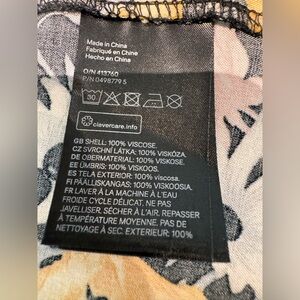 Made in China
Fabriqué en Chine
Hecho en China
O/N 413760
P/N 0498779 5
30
clevercare.info
GB SHELL: 100% VISCOSE
CZ SVRCHNÍ LÁTKA: 100% VISKÓZA.
DE OBERMATERIAL: 100% VISKOSE.
EE ÜMBRIS: 100% VISKOOS.
ES TELA EXTERIOR: 100% viscosa.
FI PÄÄLLISKANGAS: 100% VISKOOSIA.
FR LAVER À LA MACHINE À L'EAU
FROIDE CYCLE DÉLICAT, NE PAS
JAVELLISER, SÉCHER À L'AIR. REPASSER
À TEMPÉRATURE MOYENNE. PAS DE
NETTOYAGE À SEC. EXTERIEUR: 100%